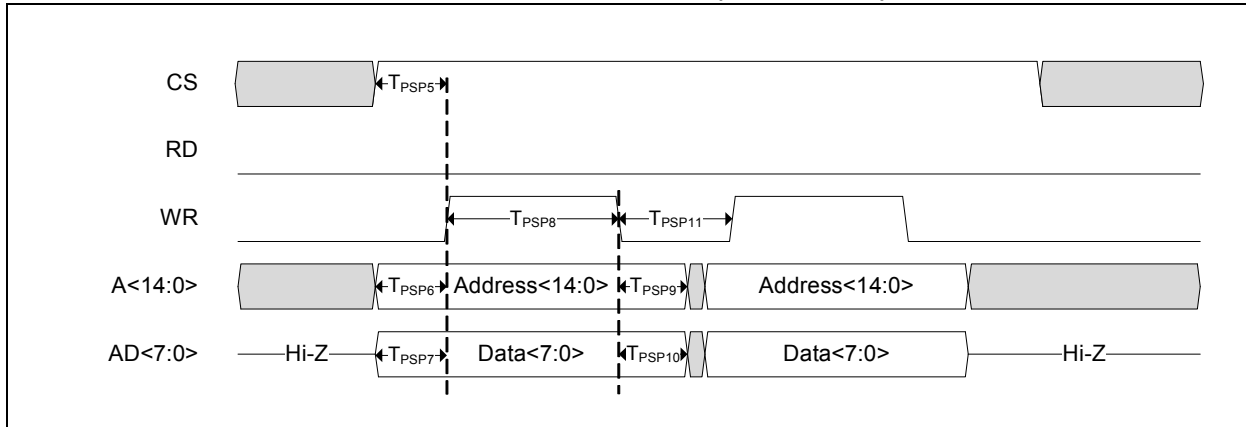 CS TPSP5
RD
WR TPSP8 TPSP11
A<14:0> TPSP6 Address<14:0> TPSP9 Address<14:0>
AD<7:0> Hi-Z TPSP7 Data<7:0> TPSP10 Data<7:0> Hi-Z